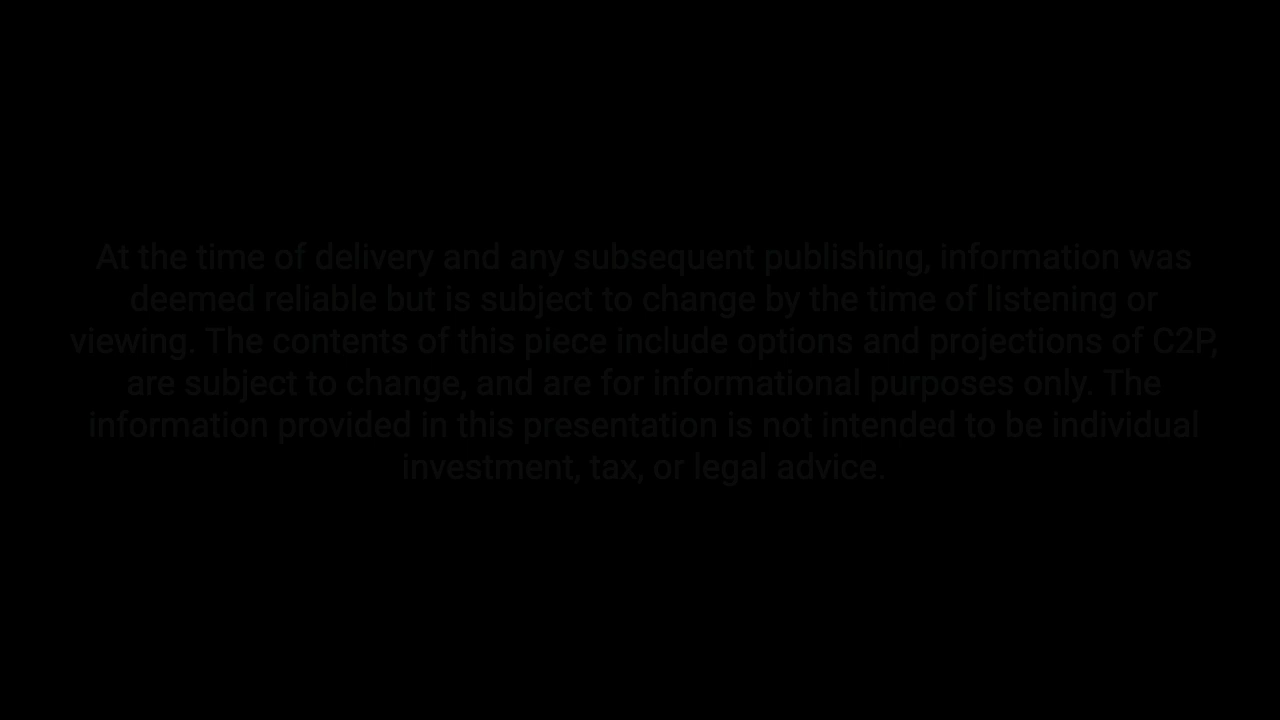 At the time of delivery and any subsequent publishing, information was
deemed reliable but is subject to change by the time of listening or
viewing. The contents of this piece include options and projections of C2P,
are subject to change, and are for informational purposes only. The
information provided in this presentation is not intended to be individual
investment, tax, or legal advice.